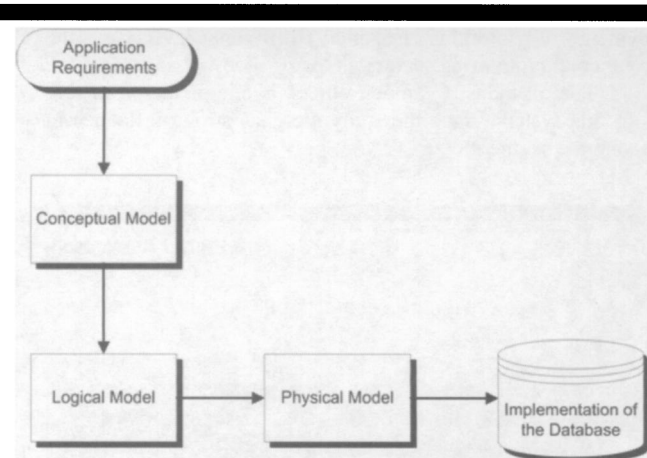 Application
Requirements
Conceptual Model
Logical Model
Physical Model
Implementation of
the Database